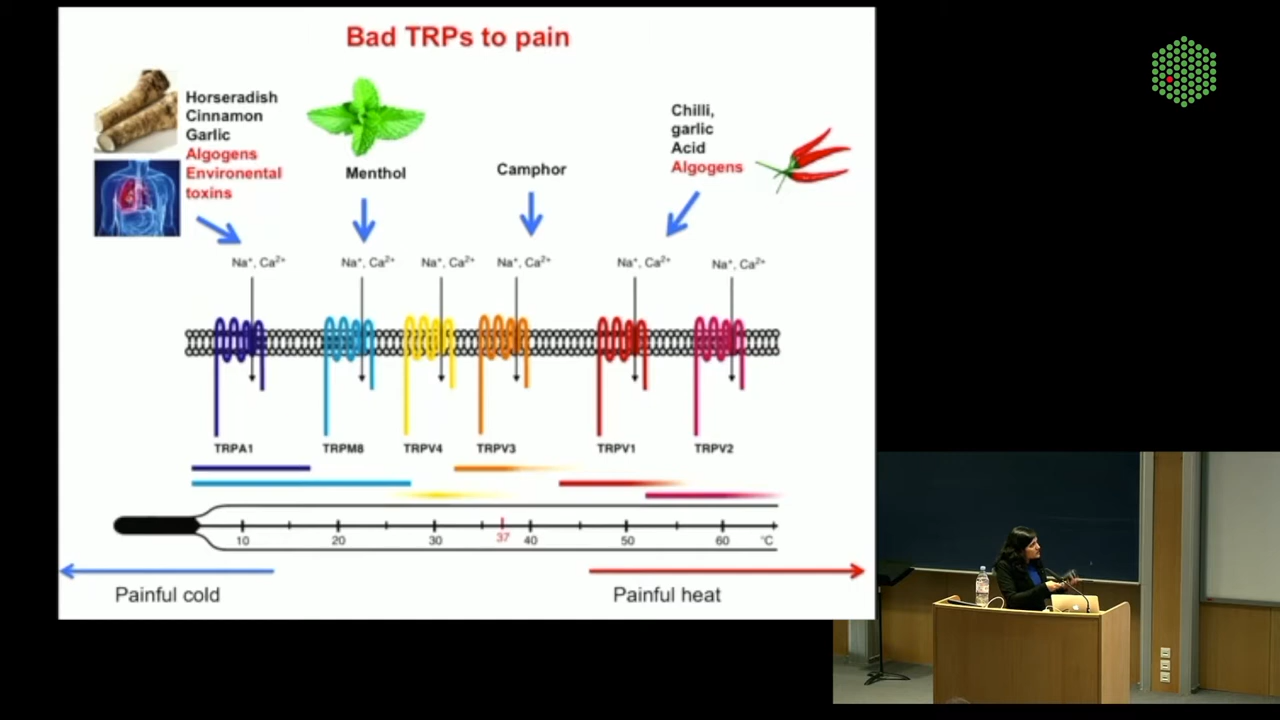 Bad TRPs to pain
Horseradish
Cinnamon
Garlic
Algogens
Environental
toxins
Menthol
Camphor
Chilli,
garlic
Acid
Algogens
Na⁺, Ca²⁺ Na⁺, Ca²⁺ Na⁺, Ca²⁺ Na⁺, Ca²⁺ Na⁺, Ca²⁺ Na⁺, Ca²⁺
TRPA1 TRPM8 TRPV4 TRPV3 TRPV1 TRPV2
10 20 30 37 40 50 60 °C
Painful cold Painful heat